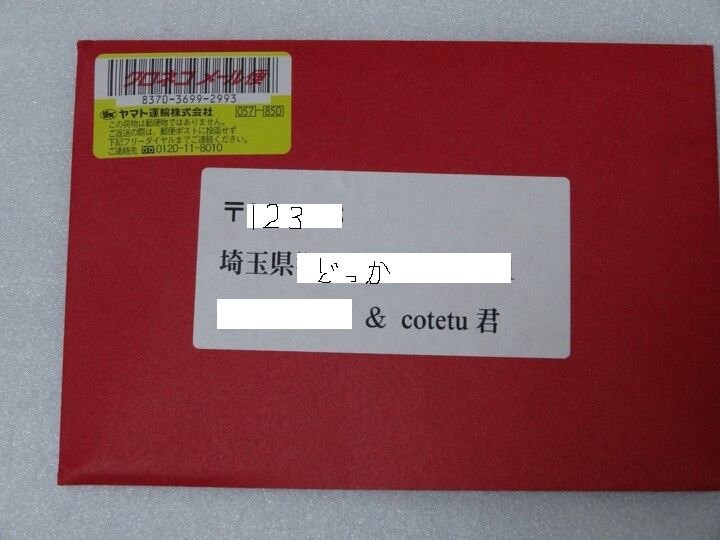 クロネコメール便
8370-3699-2993
ヤマト運輸株式会社 057-850
この荷物は郵便物ではありません。
ご返送の際は、郵便ポストに投函せず
下記フリーダイヤルまでご連絡ください。
ご連絡先 0120-11-8010
〒123
埼玉県 どっか
& cotetu 君